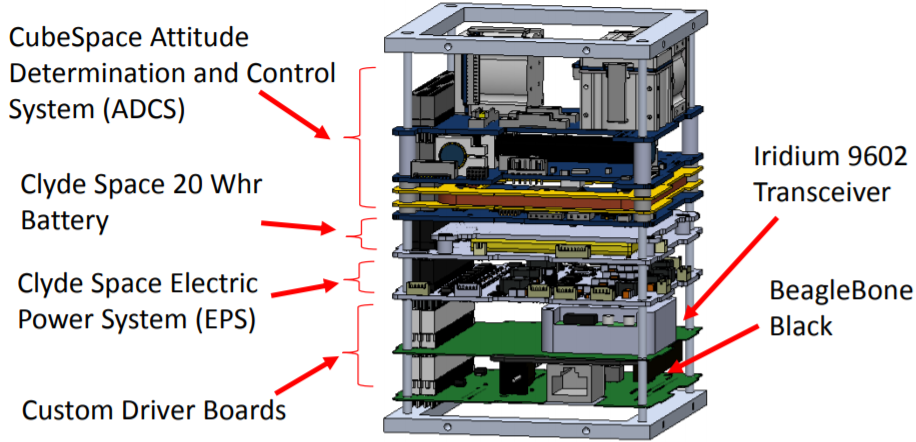 CubeSpace Attitude
Determination and Control
System (ADCS)
Clyde Space 20 Whr
Battery
Clyde Space Electric
Power System (EPS)
Custom Driver Boards
Iridium 9602
Transceiver
BeagleBone
Black